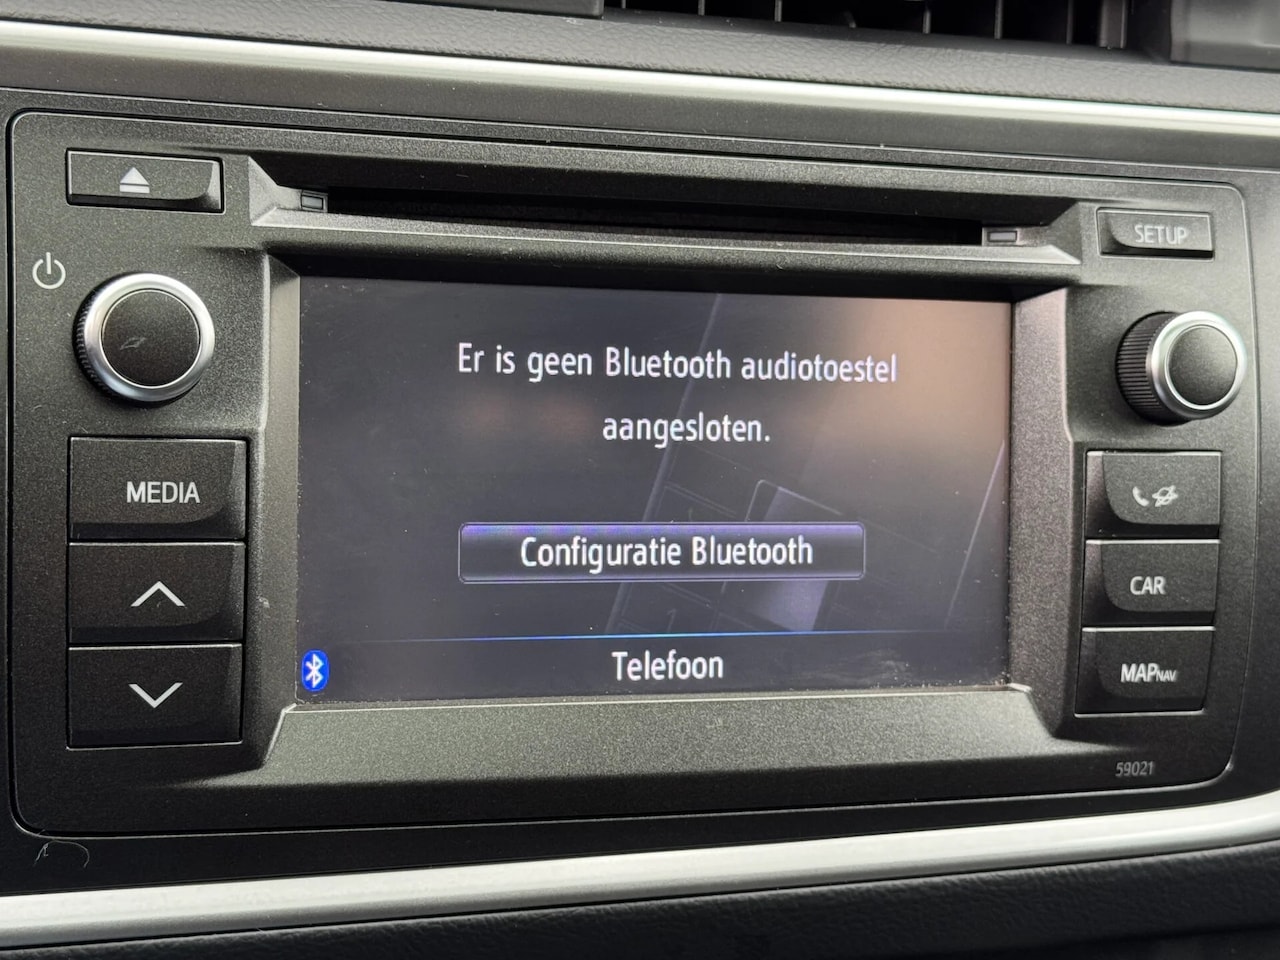 SETUP
Er is geen Bluetooth audiotoestel
aangesloten.
MEDIA
Configuratie Bluetooth
CAR
Telefoon
MAPNAV
59021